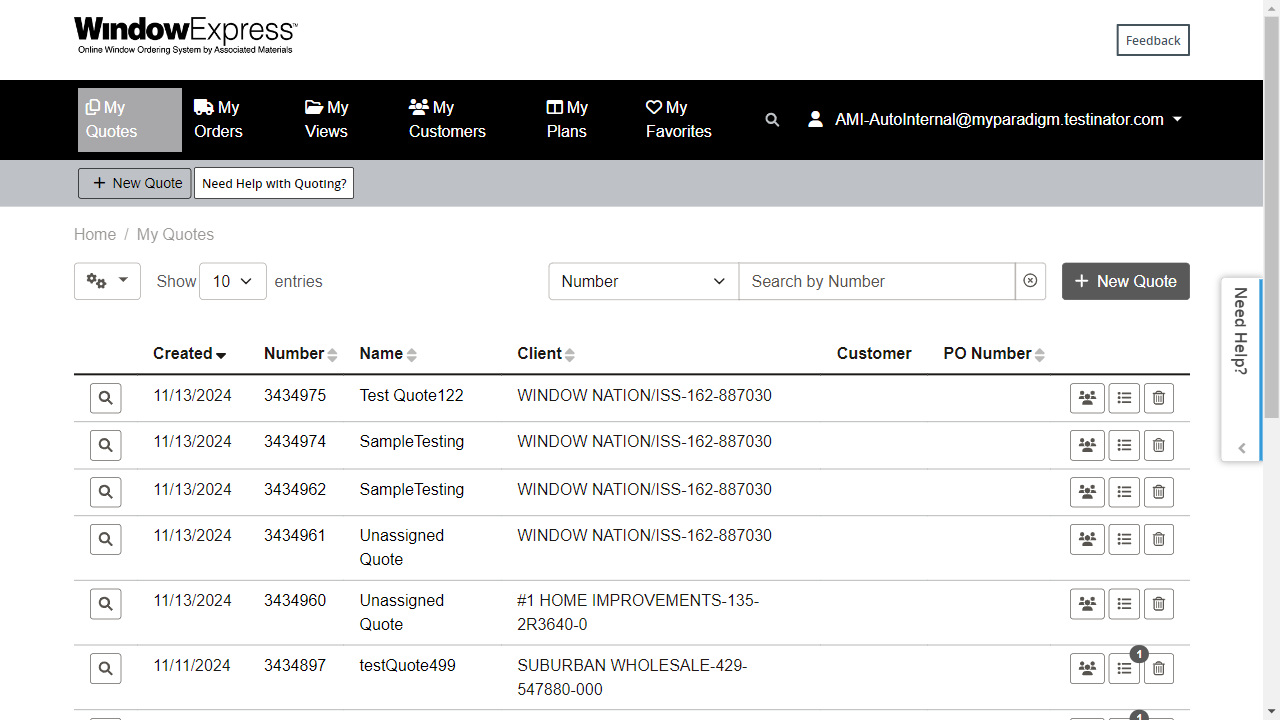 WindowExpress™
Online Window Ordering System by Associated Materials
Feedback
My Quotes
My Orders
My Views
My Customers
My Plans
My Favorites
AMI-AutoInternal@myparadigm.testinator.com
New Quote
Need Help with Quoting?
Home / My Quotes
Show 10 entries
Number
Search by Number
New Quote
Need Help?
Created Number Name Client Customer PO Number
11/13/2024 3434975 Test Quote122 WINDOW NATION/ISS-162-887030
11/13/2024 3434974 SampleTesting WINDOW NATION/ISS-162-887030
11/13/2024 3434962 SampleTesting WINDOW NATION/ISS-162-887030
11/13/2024 3434961 Unassigned Quote WINDOW NATION/ISS-162-887030
11/13/2024 3434960 Unassigned Quote #1 HOME IMPROVEMENTS-135-2R3640-0
11/11/2024 3434897 testQuote499 SUBURBAN WHOLESALE-429-547880-000 1
1